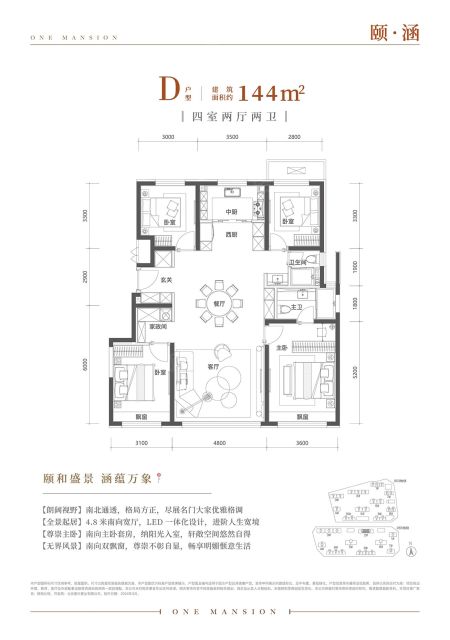 ONE MANSION
颐·涵
D户型 建筑面积约 144m²
四室两厅两卫
3000 3500 2800
3300 2900 6000
3300 1900 1800 5200
卧室
中厨
卧室
西厨
卫生间
玄关
餐厅
主卫
家政间
卧室
客厅
主卧
飘窗
飘窗
3100 4800 3600
颐和盛景 涵蕴万象
【朗阔视野】南北通透，格局方正，尽展名门大家优雅格调
【全景起居】4.8米南向宽厅，LED一体化设计，进阶人生宽境
【尊崇主卧】南向主卧套房，纳阳光入室，轩敞空间悠然自得
【无界风景】南向双飘窗，尊崇不彰自显，畅享明媚惬意生活
N
ONE MANSION